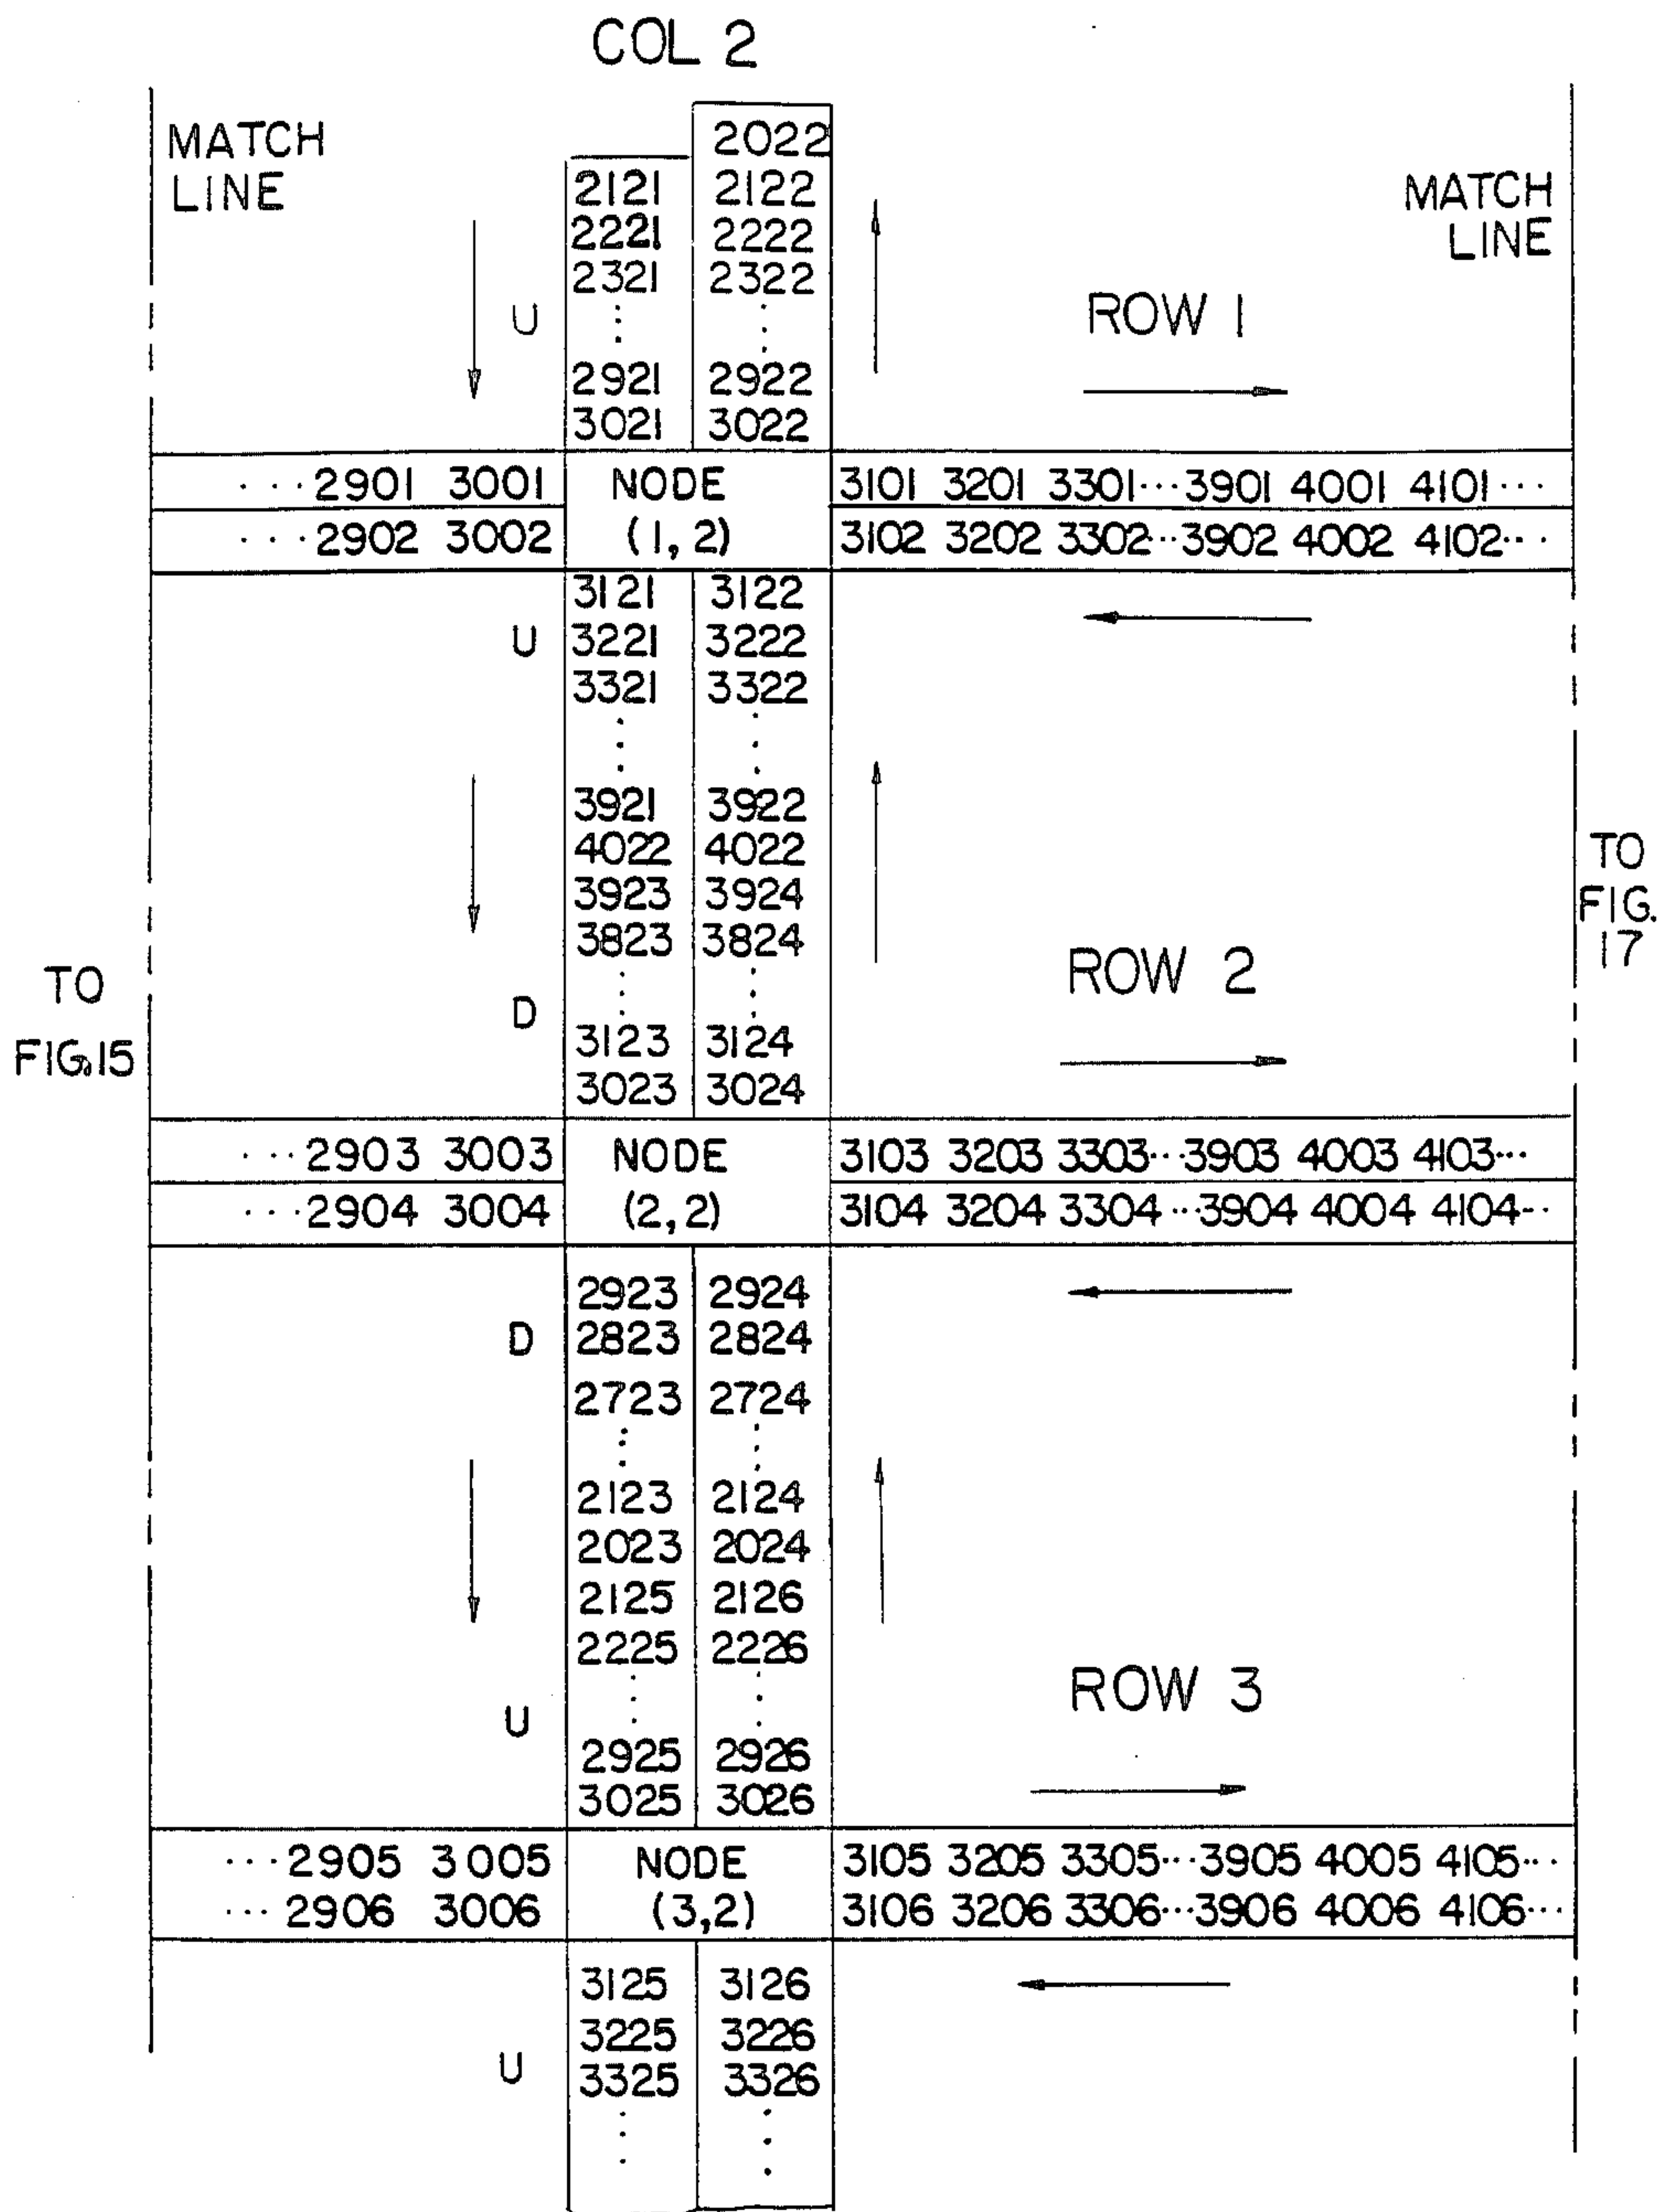 COL 2
MATCH LINE
MATCH LINE
2022
2121 2122
2221 2222
2321 2322
U ⋮ ⋮ ROW 1
2921 2922
3021 3022
···2901 3001 NODE 3101 3201 3301···3901 4001 4101···
···2902 3002 (1,2) 3102 3202 3302···3902 4002 4102···
3121 3122
U 3221 3222
3321 3322
⋮ ⋮
3921 3922
4022 4022
3923 3924
3823 3824
TO FIG. 17
ROW 2
TO FIG. 15
D ⋮ ⋮
3123 3124
3023 3024
···2903 3003 NODE 3103 3203 3303···3903 4003 4103···
···2904 3004 (2,2) 3104 3204 3304···3904 4004 4104···
2923 2924
D 2823 2824
2723 2724
⋮ ⋮
2123 2124
2023 2024
2125 2126
2225 2226
U ⋮ ⋮ ROW 3
2925 2926
3025 3026
···2905 3005 NODE 3105 3205 3305···3905 4005 4105···
···2906 3006 (3,2) 3106 3206 3306···3906 4006 4106···
3125 3126
3225 3226
U 3325 3326
⋮ ⋮